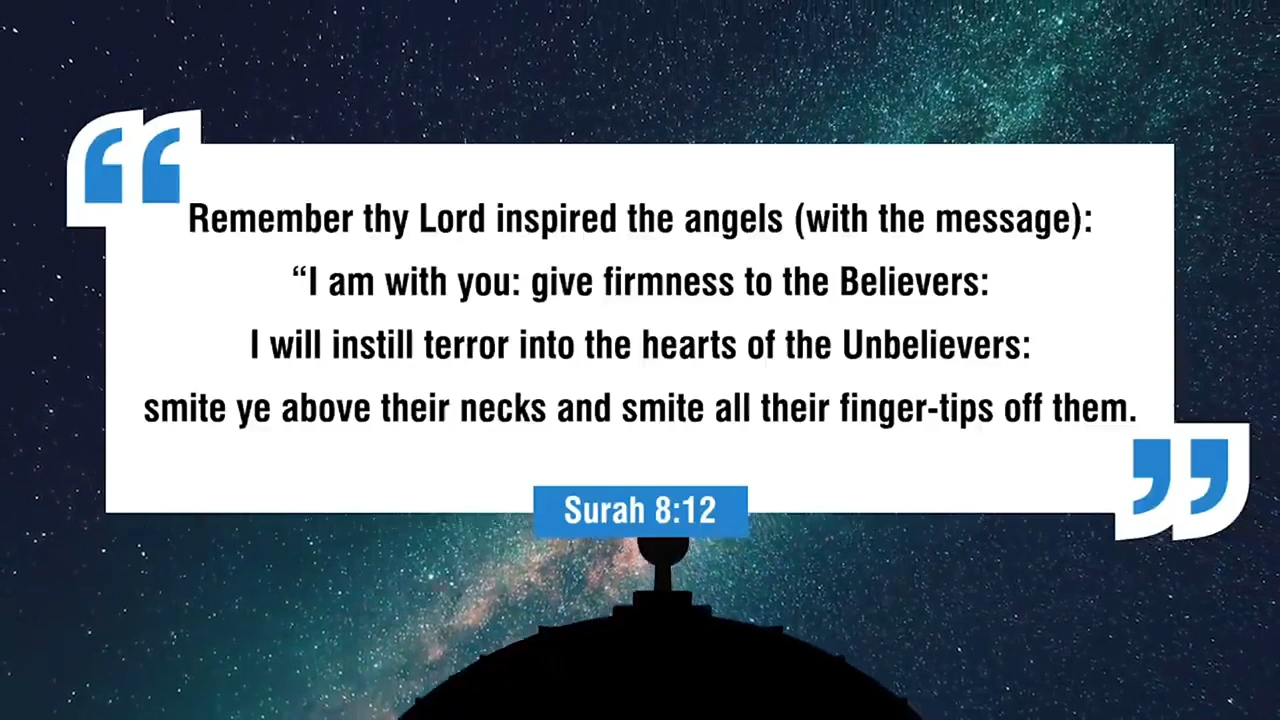 Remember thy Lord inspired the angels (with the message):
“I am with you: give firmness to the Believers:
I will instill terror into the hearts of the Unbelievers:
smite ye above their necks and smite all their finger-tips off them.
Surah 8:12